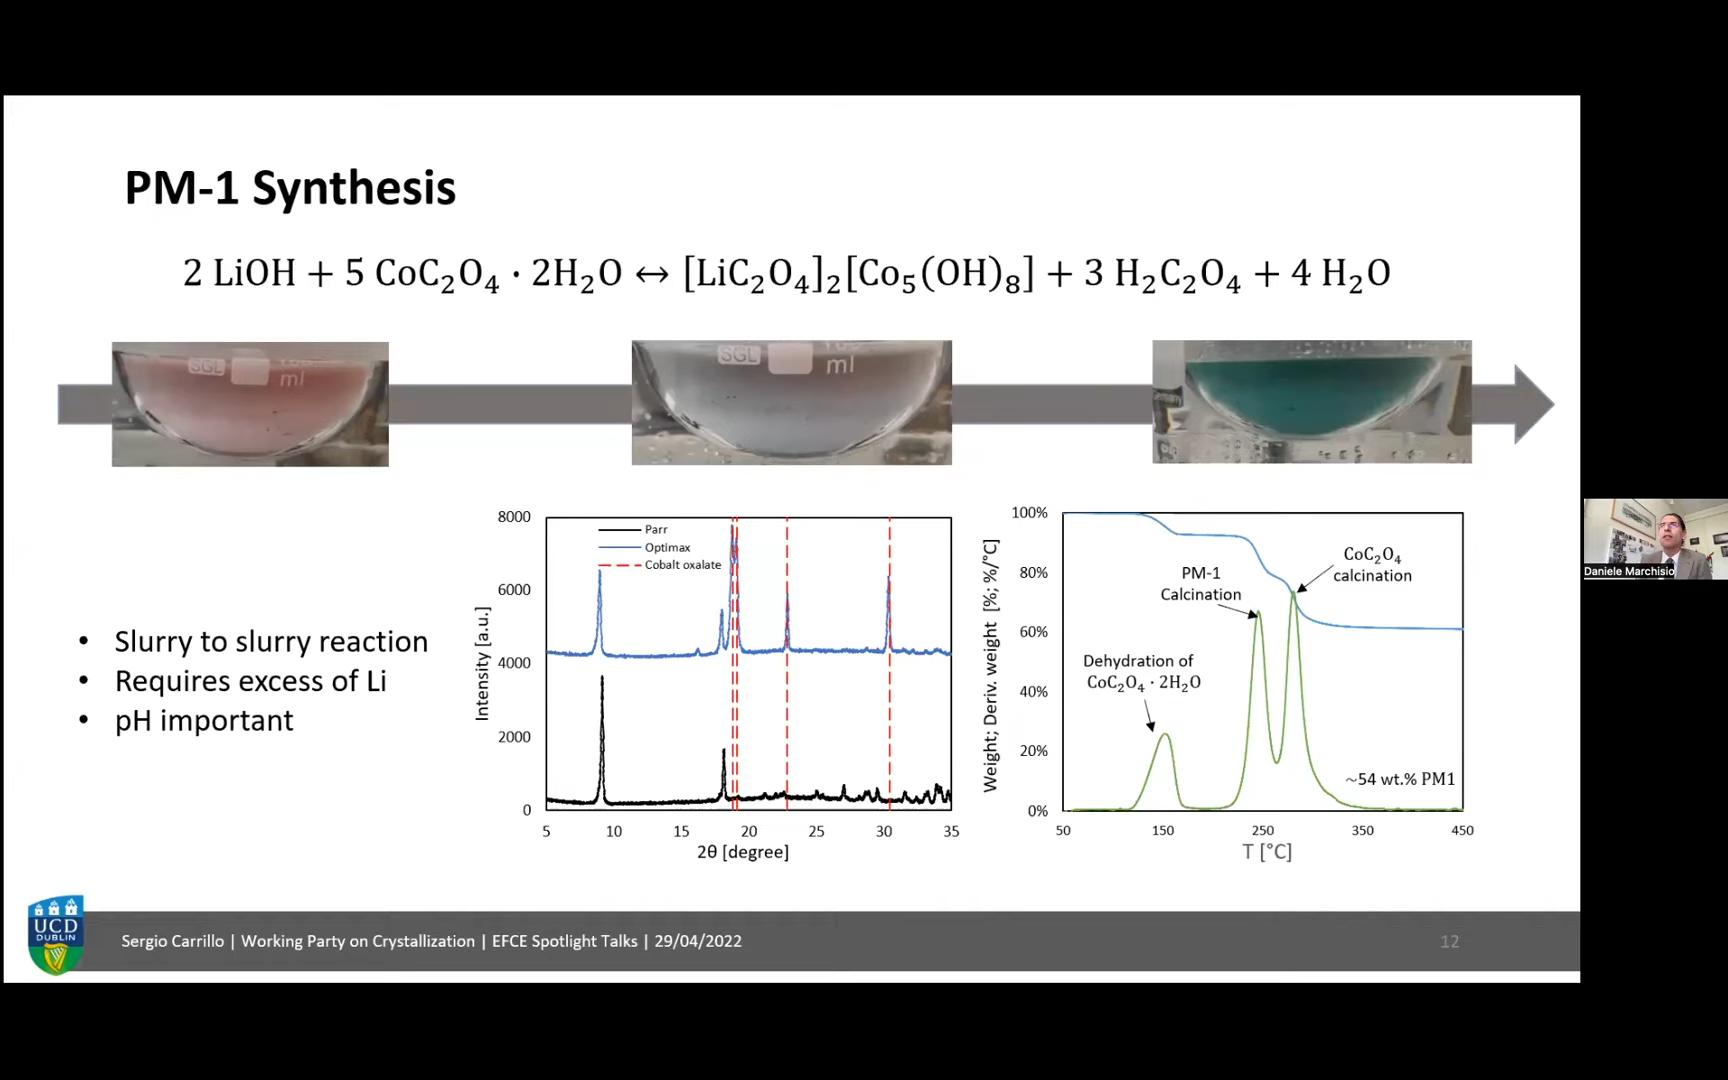 PM-1 Synthesis
2 LiOH + 5 CoC₂O₄ · 2H₂O ↔ [LiC₂O₄]₂[Co₅(OH)₈] + 3 H₂C₂O₄ + 4 H₂O
SGL
ml
SGL
ml
• Slurry to slurry reaction
• Requires excess of Li
• pH important
8000
6000
4000
2000
0
Intensity [a.u.]
Parr
Optimax
Cobalt oxalate
5 10 15 20 25 30 35
2θ [degree]
100%
80%
60%
40%
20%
0%
Weight; Deriv. weight [%; %/°C]
CoC₂O₄
calcination
PM-1
Calcination
Dehydration of
CoC₂O₄ · 2H₂O
~54 wt.% PM1
50 150 250 350 450
T [°C]
Daniele Marchisio
UCD
DUBLIN
Sergio Carrillo | Working Party on Crystallization | EFCE Spotlight Talks | 29/04/2022
12